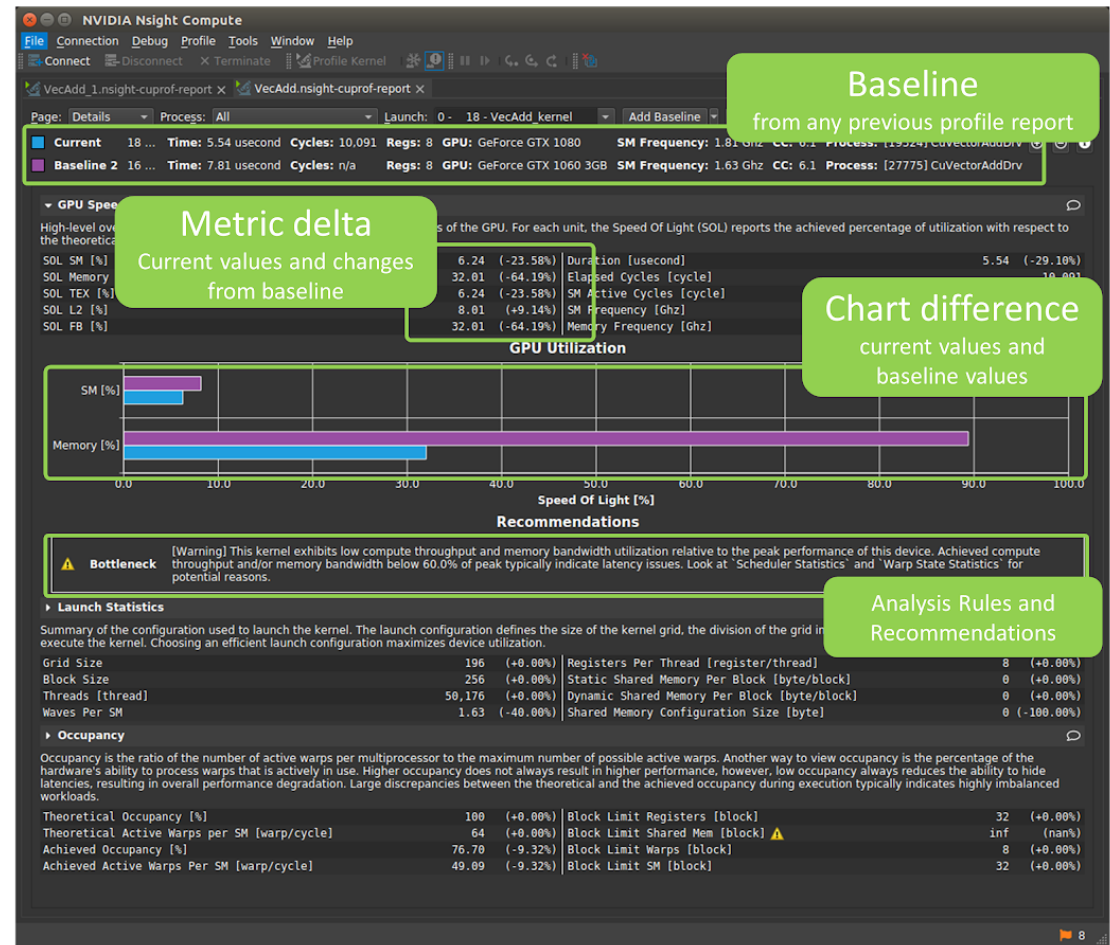 NVIDIA Nsight Compute
File Connection Debug Profile Tools Window Help
Connect Disconnect Terminate Profile Kernel
VecAdd_1.nsight-cuprof-report VecAdd.nsight-cuprof-report
Baseline
from any previous profile report
Page: Details Process: All Launch: 0 - 18 - VecAdd_kernel Add Baseline
Current 18 ... Time: 5.54 usecond Cycles: 10,091 Regs: 8 GPU: GeForce GTX 1080 SM Frequency: 1.81 Ghz CC: 6.1 Process: [19524] CuVectorAddDrv
Baseline 2 16 ... Time: 7.81 usecond Cycles: n/a Regs: 8 GPU: GeForce GTX 1060 3GB SM Frequency: 1.63 Ghz CC: 6.1 Process: [27775] CuVectorAddDrv
GPU Spee
High-level ove s of the GPU. For each unit, the Speed Of Light (SOL) reports the achieved percentage of utilization with respect to
the theoretica
Metric delta
Current values and changes
from baseline
SOL SM [%] 6.24 (-23.58%) Duration [usecond] 5.54 (-29.10%)
SOL Memory 32.01 (-64.19%) Elapsed Cycles [cycle] 10,091
SOL TEX [%] 6.24 (-23.58%) SM Active Cycles [cycle]
SOL L2 [%] 8.01 (+9.14%) SM Frequency [Ghz]
SOL FB [%] 32.01 (-64.19%) Memory Frequency [Ghz]
Chart difference
current values and
baseline values
GPU Utilization
SM [%]
Memory [%]
0.0 10.0 20.0 30.0 40.0 50.0 60.0 70.0 80.0 90.0 100.0
Speed Of Light [%]
Recommendations
Bottleneck
[Warning] This kernel exhibits low compute throughput and memory bandwidth utilization relative to the peak performance of this device. Achieved compute
throughput and/or memory bandwidth below 60.0% of peak typically indicate latency issues. Look at `Scheduler Statistics` and `Warp State Statistics` for
potential reasons.
Analysis Rules and
Recommendations
Launch Statistics
Summary of the configuration used to launch the kernel. The launch configuration defines the size of the kernel grid, the division of the grid in
execute the kernel. Choosing an efficient launch configuration maximizes device utilization.
Grid Size 196 (+0.00%) Registers Per Thread [register/thread] 8 (+0.00%)
Block Size 256 (+0.00%) Static Shared Memory Per Block [byte/block] 0 (+0.00%)
Threads [thread] 50,176 (+0.00%) Dynamic Shared Memory Per Block [byte/block] 0 (+0.00%)
Waves Per SM 1.63 (-40.00%) Shared Memory Configuration Size [byte] 0 (-100.00%)
Occupancy
Occupancy is the ratio of the number of active warps per multiprocessor to the maximum number of possible active warps. Another way to view occupancy is the percentage of the
hardware's ability to process warps that is actively in use. Higher occupancy does not always result in higher performance, however, low occupancy always reduces the ability to hide
latencies, resulting in overall performance degradation. Large discrepancies between the theoretical and the achieved occupancy during execution typically indicates highly imbalanced
workloads.
Theoretical Occupancy [%] 100 (+0.00%) Block Limit Registers [block] 32 (+0.00%)
Theoretical Active Warps per SM [warp/cycle] 64 (+0.00%) Block Limit Shared Mem [block] inf (nan%)
Achieved Occupancy [%] 76.70 (-9.32%) Block Limit Warps [block] 8 (+0.00%)
Achieved Active Warps Per SM [warp/cycle] 49.09 (-9.32%) Block Limit SM [block] 32 (+0.00%)
8